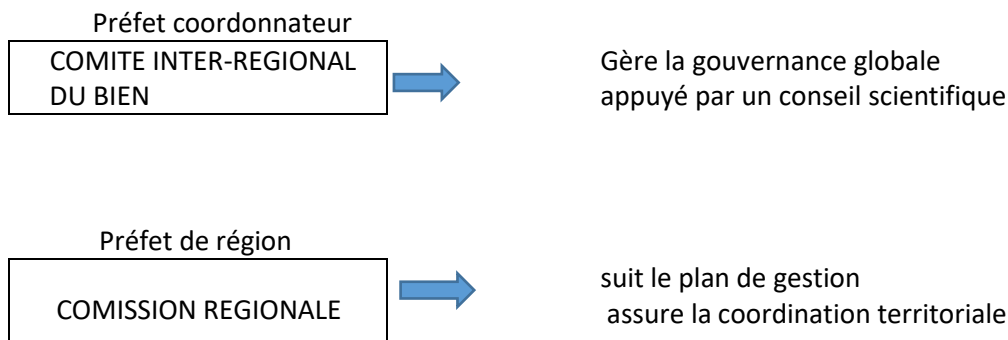 Préfet coordonnateur
COMITE INTER-REGIONAL
DU BIEN
Gère la gouvernance globale
appuyé par un conseil scientifique
Préfet de région
COMISSION REGIONALE
suit le plan de gestion
assure la coordination territoriale